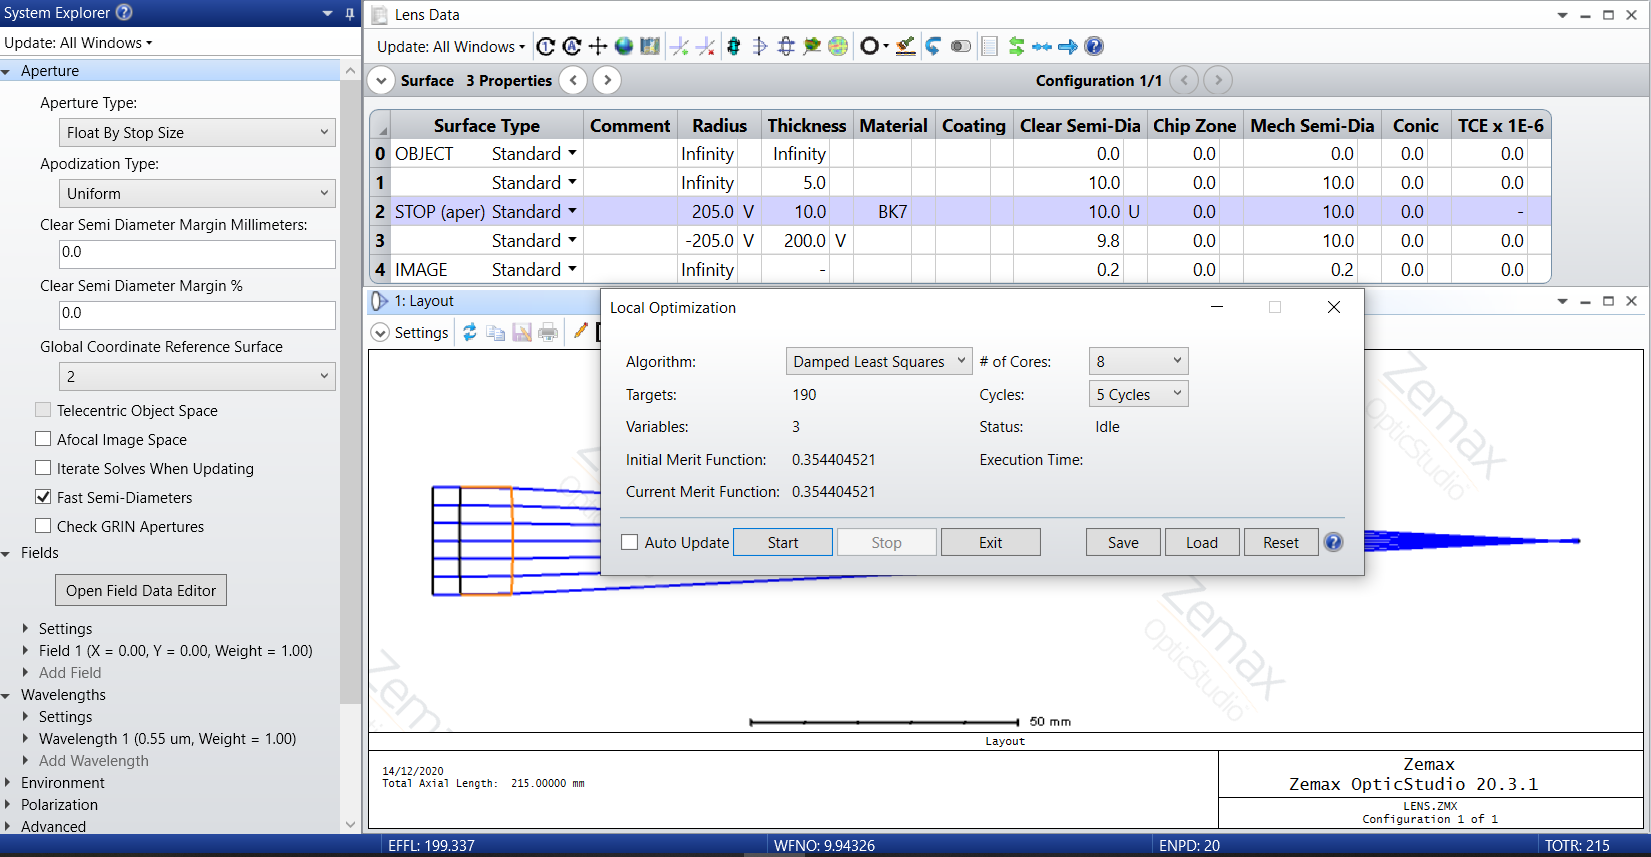 System Explorer
Update: All Windows
Aperture
Aperture Type:
Float By Stop Size
Apodization Type:
Uniform
Clear Semi Diameter Margin Millimeters:
0.0
Clear Semi Diameter Margin %
0.0
Global Coordinate Reference Surface
2
Telecentric Object Space
Afocal Image Space
Iterate Solves When Updating
Fast Semi-Diameters
Check GRIN Apertures
Fields
Open Field Data Editor
Settings
Field 1 (X = 0.00, Y = 0.00, Weight = 1.00)
Add Field
Wavelengths
Settings
Wavelength 1 (0.55 um, Weight = 1.00)
Add Wavelength
Environment
Polarization
Advanced
Lens Data
Update: All Windows
Surface 3 Properties Configuration 1/1
Surface Type Comment Radius Thickness Material Coating Clear Semi-Dia Chip Zone Mech Semi-Dia Conic TCE x 1E-6
0 OBJECT Standard Infinity Infinity 0.0 0.0 0.0 0.0 0.0
1 Standard Infinity 5.0 10.0 0.0 10.0 0.0 0.0
2 STOP (aper) Standard 205.0 V 10.0 BK7 10.0 U 0.0 10.0 0.0 -
3 Standard -205.0 V 200.0 V 9.8 0.0 10.0 0.0 0.0
4 IMAGE Standard Infinity - 0.2 0.0 0.2 0.0 0.0
1: Layout
Settings
Local Optimization
Algorithm: Damped Least Squares # of Cores: 8
Targets: 190 Cycles: 5 Cycles
Variables: 3 Status: Idle
Initial Merit Function: 0.354404521 Execution Time:
Current Merit Function: 0.354404521
Auto Update Start Stop Exit Save Load Reset
Zemax
OpticStudio
Zemax
OpticStudio
Zem
50 mm
Layout
14/12/2020
Total Axial Length: 215.00000 mm
Zemax
Zemax OpticStudio 20.3.1
LENS.ZMX
Configuration 1 of 1
EFFL: 199.337 WFNO: 9.94326 ENPD: 20 TOTR: 215